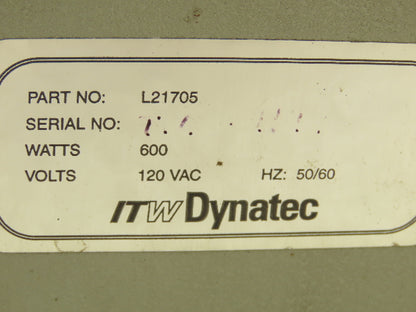 PART NO: L21705
SERIAL NO:
WATTS 600
VOLTS 120 VAC HZ: 50/60
ITW Dynatec